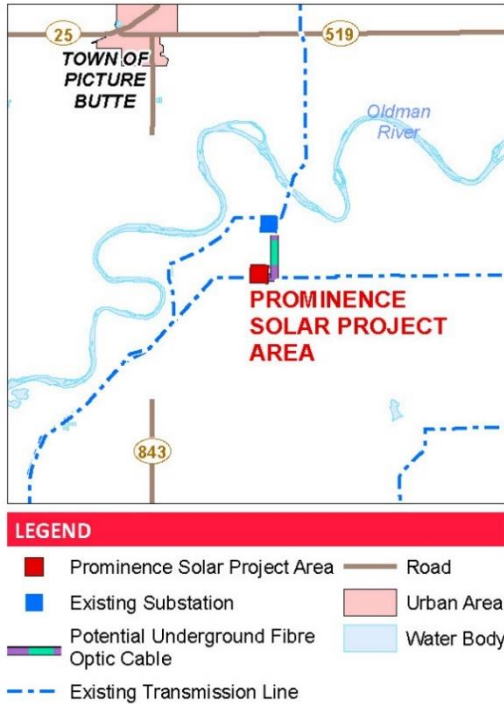 25
519
TOWN OF
PICTURE
BUTTE
Oldman
River
PROMINENCE
SOLAR PROJECT
AREA
843
LEGEND
Prominence Solar Project Area
Road
Existing Substation
Urban Area
Potential Underground Fibre
Optic Cable
Water Body
Existing Transmission Line